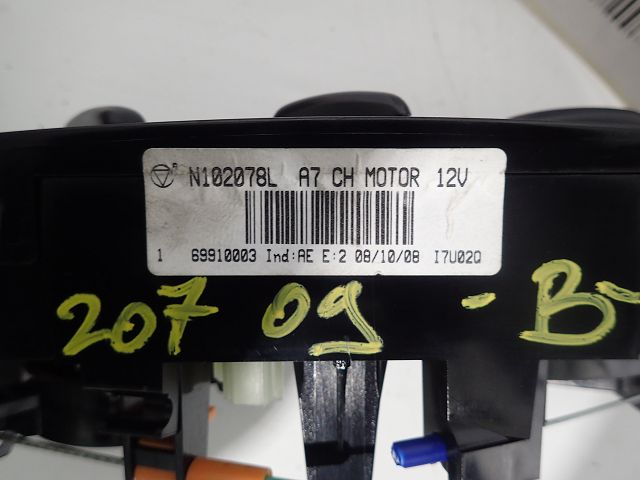 N102078L A7 CH MOTOR 12V
1 69910003 Ind:AE E:2 08/10/08 I7U02Q
207 09 - B -